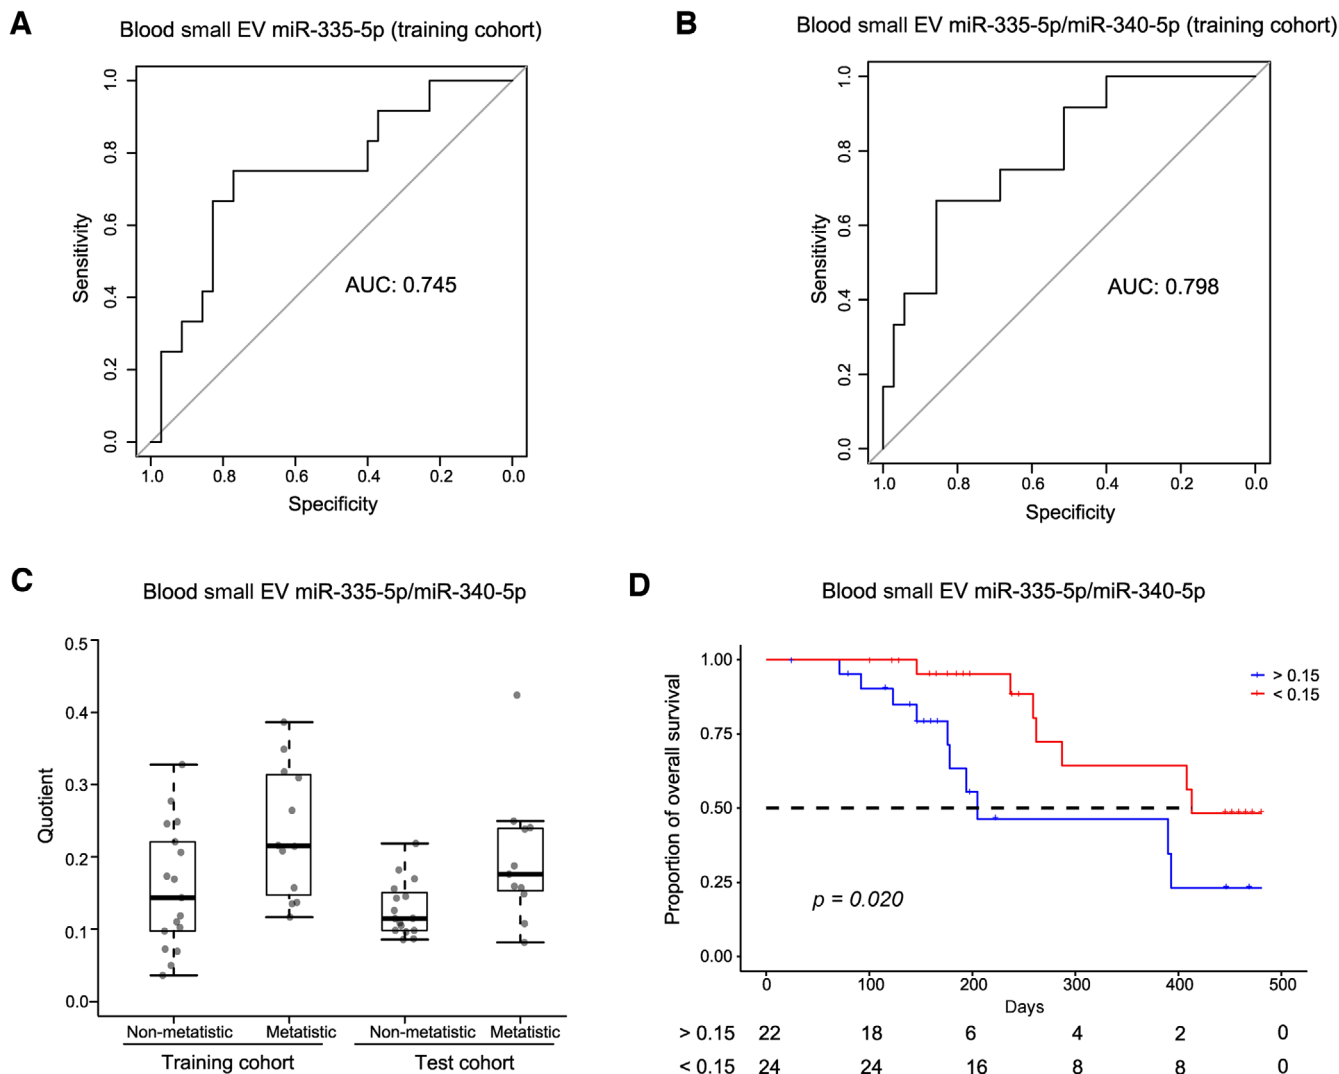 A
Blood small EV miR-335-5p (training cohort)
1.0
0.8
0.6
0.4
0.2
0.0
Sensitivity
AUC: 0.745
1.0 0.8 0.6 0.4 0.2 0.0
Specificity
B
Blood small EV miR-335-5p/miR-340-5p (training cohort)
1.0
0.8
0.6
0.4
0.2
0.0
Sensitivity
AUC: 0.798
1.0 0.8 0.6 0.4 0.2 0.0
Specificity
C
Blood small EV miR-335-5p/miR-340-5p
0.5
0.4
0.3
0.2
0.1
0.0
Quotient
Non-metatistic Metatistic Non-metatistic Metatistic
Training cohort Test cohort
D
Blood small EV miR-335-5p/miR-340-5p
1.00
0.75
0.50
0.25
0.00
Proportion of overall survival
> 0.15
< 0.15
p = 0.020
0 100 200 300 400 500
Days
> 0.15 22 18 6 4 2 0
< 0.15 24 24 16 8 8 0